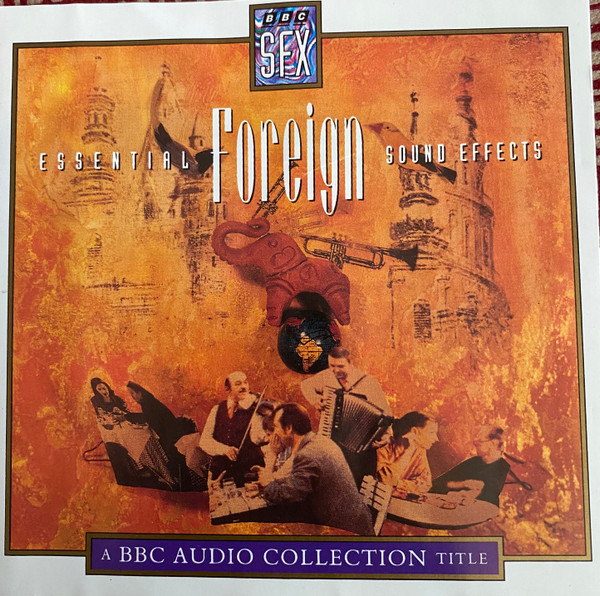 BBC
SFX
ESSENTIAL Foreign SOUND EFFECTS
A BBC AUDIO COLLECTION TITLE